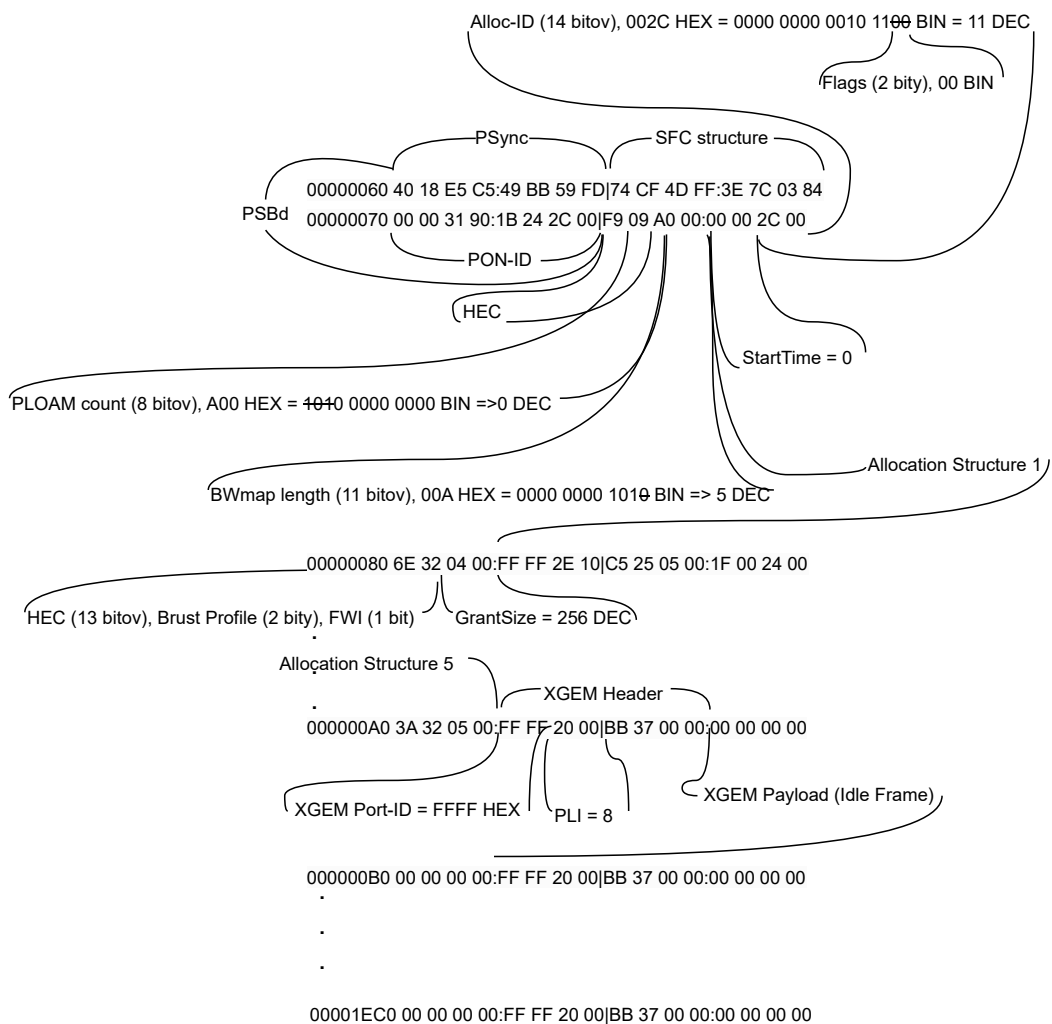 Alloc-ID (14 bitov), 002C HEX = 0000 0000 0010 1100 BIN = 11 DEC
Flags (2 bity), 00 BIN
PSync
SFC structure
00000060 40 18 E5 C5:49 BB 59 FD|74 CF 4D FF:3E 7C 03 84
PSBd
00000070 00 00 31 90:1B 24 2C 00|F9 09 A0 00:00 00 2C 00
PON-ID
HEC
StartTime = 0
PLOAM count (8 bitov), A00 HEX = 1010 0000 0000 BIN =>0 DEC
Allocation Structure 1
BWmap length (11 bitov), 00A HEX = 0000 0000 1010 BIN => 5 DEC
00000080 6E 32 04 00:FF FF 2E 10|C5 25 05 00:1F 00 24 00
HEC (13 bitov), Brust Profile (2 bity), FWI (1 bit)
GrantSize = 256 DEC
.
Allocation Structure 5
.
XGEM Header
.
000000A0 3A 32 05 00:FF FF 20 00|BB 37 00 00:00 00 00 00
XGEM Payload (Idle Frame)
XGEM Port-ID = FFFF HEX
PLI = 8
000000B0 00 00 00 00:FF FF 20 00|BB 37 00 00:00 00 00 00
.
.
.
00001EC0 00 00 00 00:FF FF 20 00|BB 37 00 00:00 00 00 00